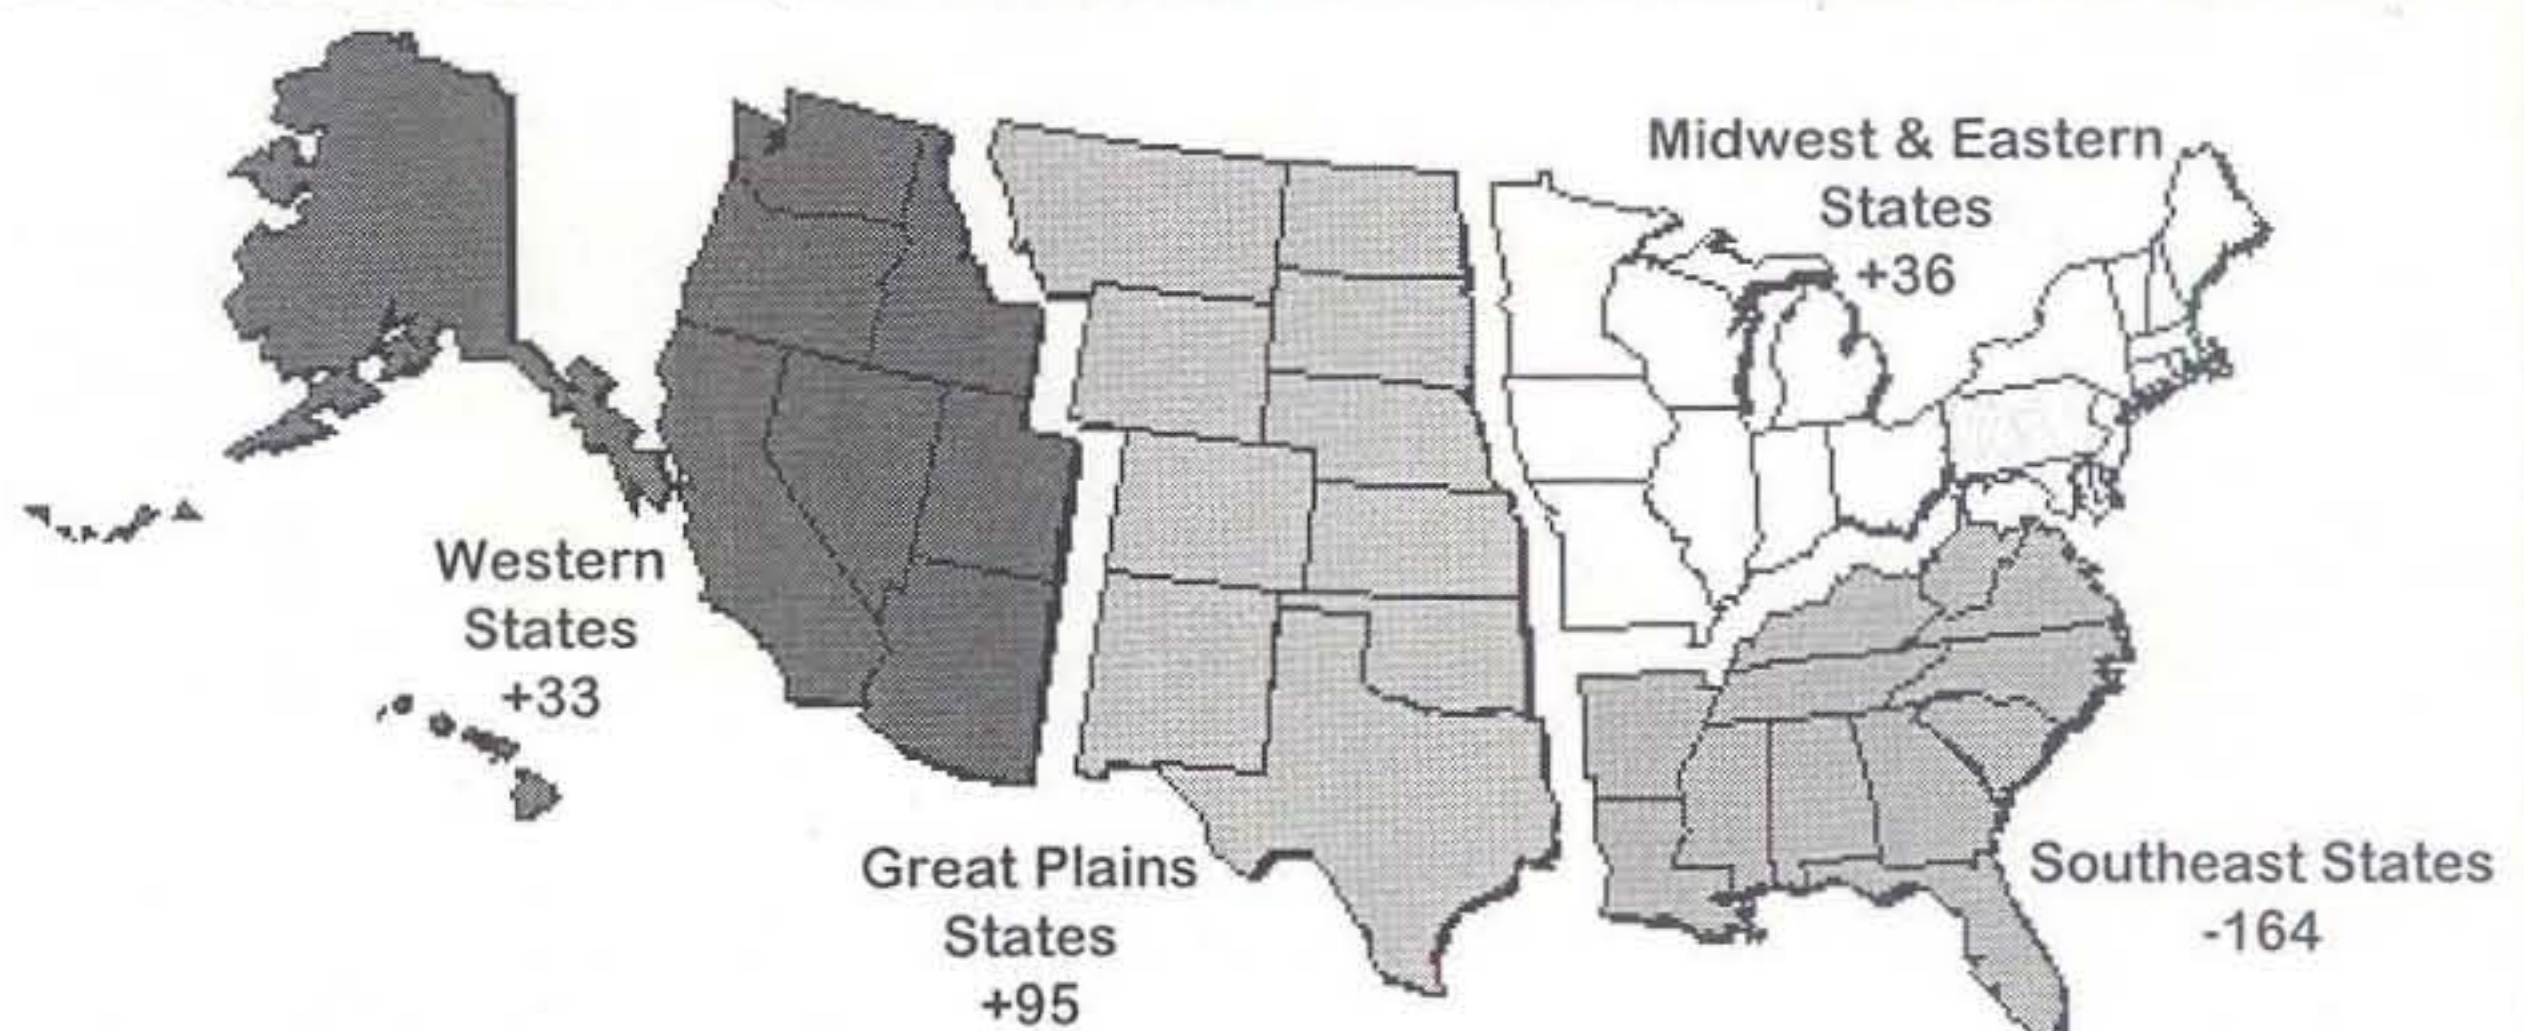 Midwest & Eastern
States
+36
Western
States
+33
Great Plains
States
+95
Southeast States
-164